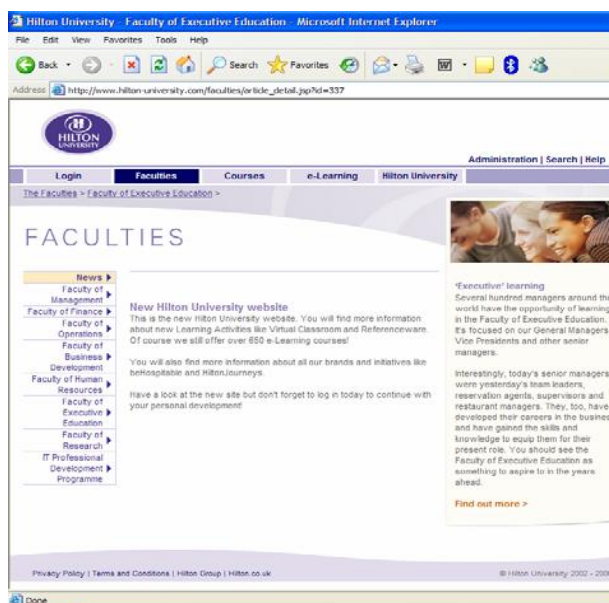 Hilton University - Faculty of Executive Education - Microsoft Internet Explorer
File Edit View Favorites Tools Help
Back Search Favorites
Address http://www.hilton-university.com/faculties/article_detail.jsp?id=337
HILTON
UNIVERSITY
Administration | Search | Help
Login Faculties Courses e-Learning Hilton University
The Faculties > Faculty of Executive Education >
FACULTIES
News
Faculty of
Management
Faculty of Finance
Faculty of
Operations
Faculty of
Business
Development
Faculty of Human
Resources
Faculty of
Executive
Education
Faculty of
Research
IT Professional
Development
Programme
New Hilton University website
This is the new Hilton University website. You will find more
information about new Learning Activities like Virtual Classroom and Referenceware.
Of course we still offer over 650 e-Learning courses!
You will also find more information about all our brands and initiatives like
beHospitable and HiltonJourneys.
Have a look at the new site but don't forget to log in today to continue with
your personal development!
'Executive' learning
Several hundred managers around the
world have the opportunity of learning
in the Faculty of Executive Education.
It's focused on our General Managers
Vice Presidents and other senior
managers.
Interestingly, today's senior managers
were yesterday's team leaders,
reservation agents, supervisors and
restaurant managers. They, too, have
developed their careers in the busines
and have gained the skills and
knowledge to equip them for their
present role. You should see the
Faculty of Executive Education as
something to aspire to in the years
ahead.
Find out more >
Privacy Policy | Terms and Conditions | Hilton Group | Hilton.co.uk
© Hilton University 2002 -
Done